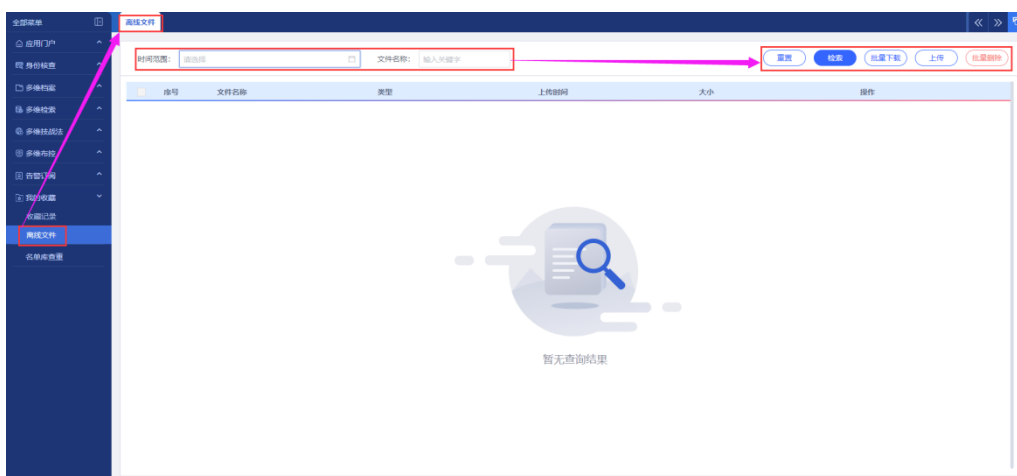 全部菜单
离线文件
应用门户
身份核查
多维档案
多维检索
多维技战法
多维布控
告警订阅
我的收藏
收藏记录
离线文件
名单库查重
时间范围： 请选择 文件名称： 输入关键字 重置 检索 批量下载 上传 批量删除
序号 文件名称 类型 上传时间 大小 操作
暂无查询结果